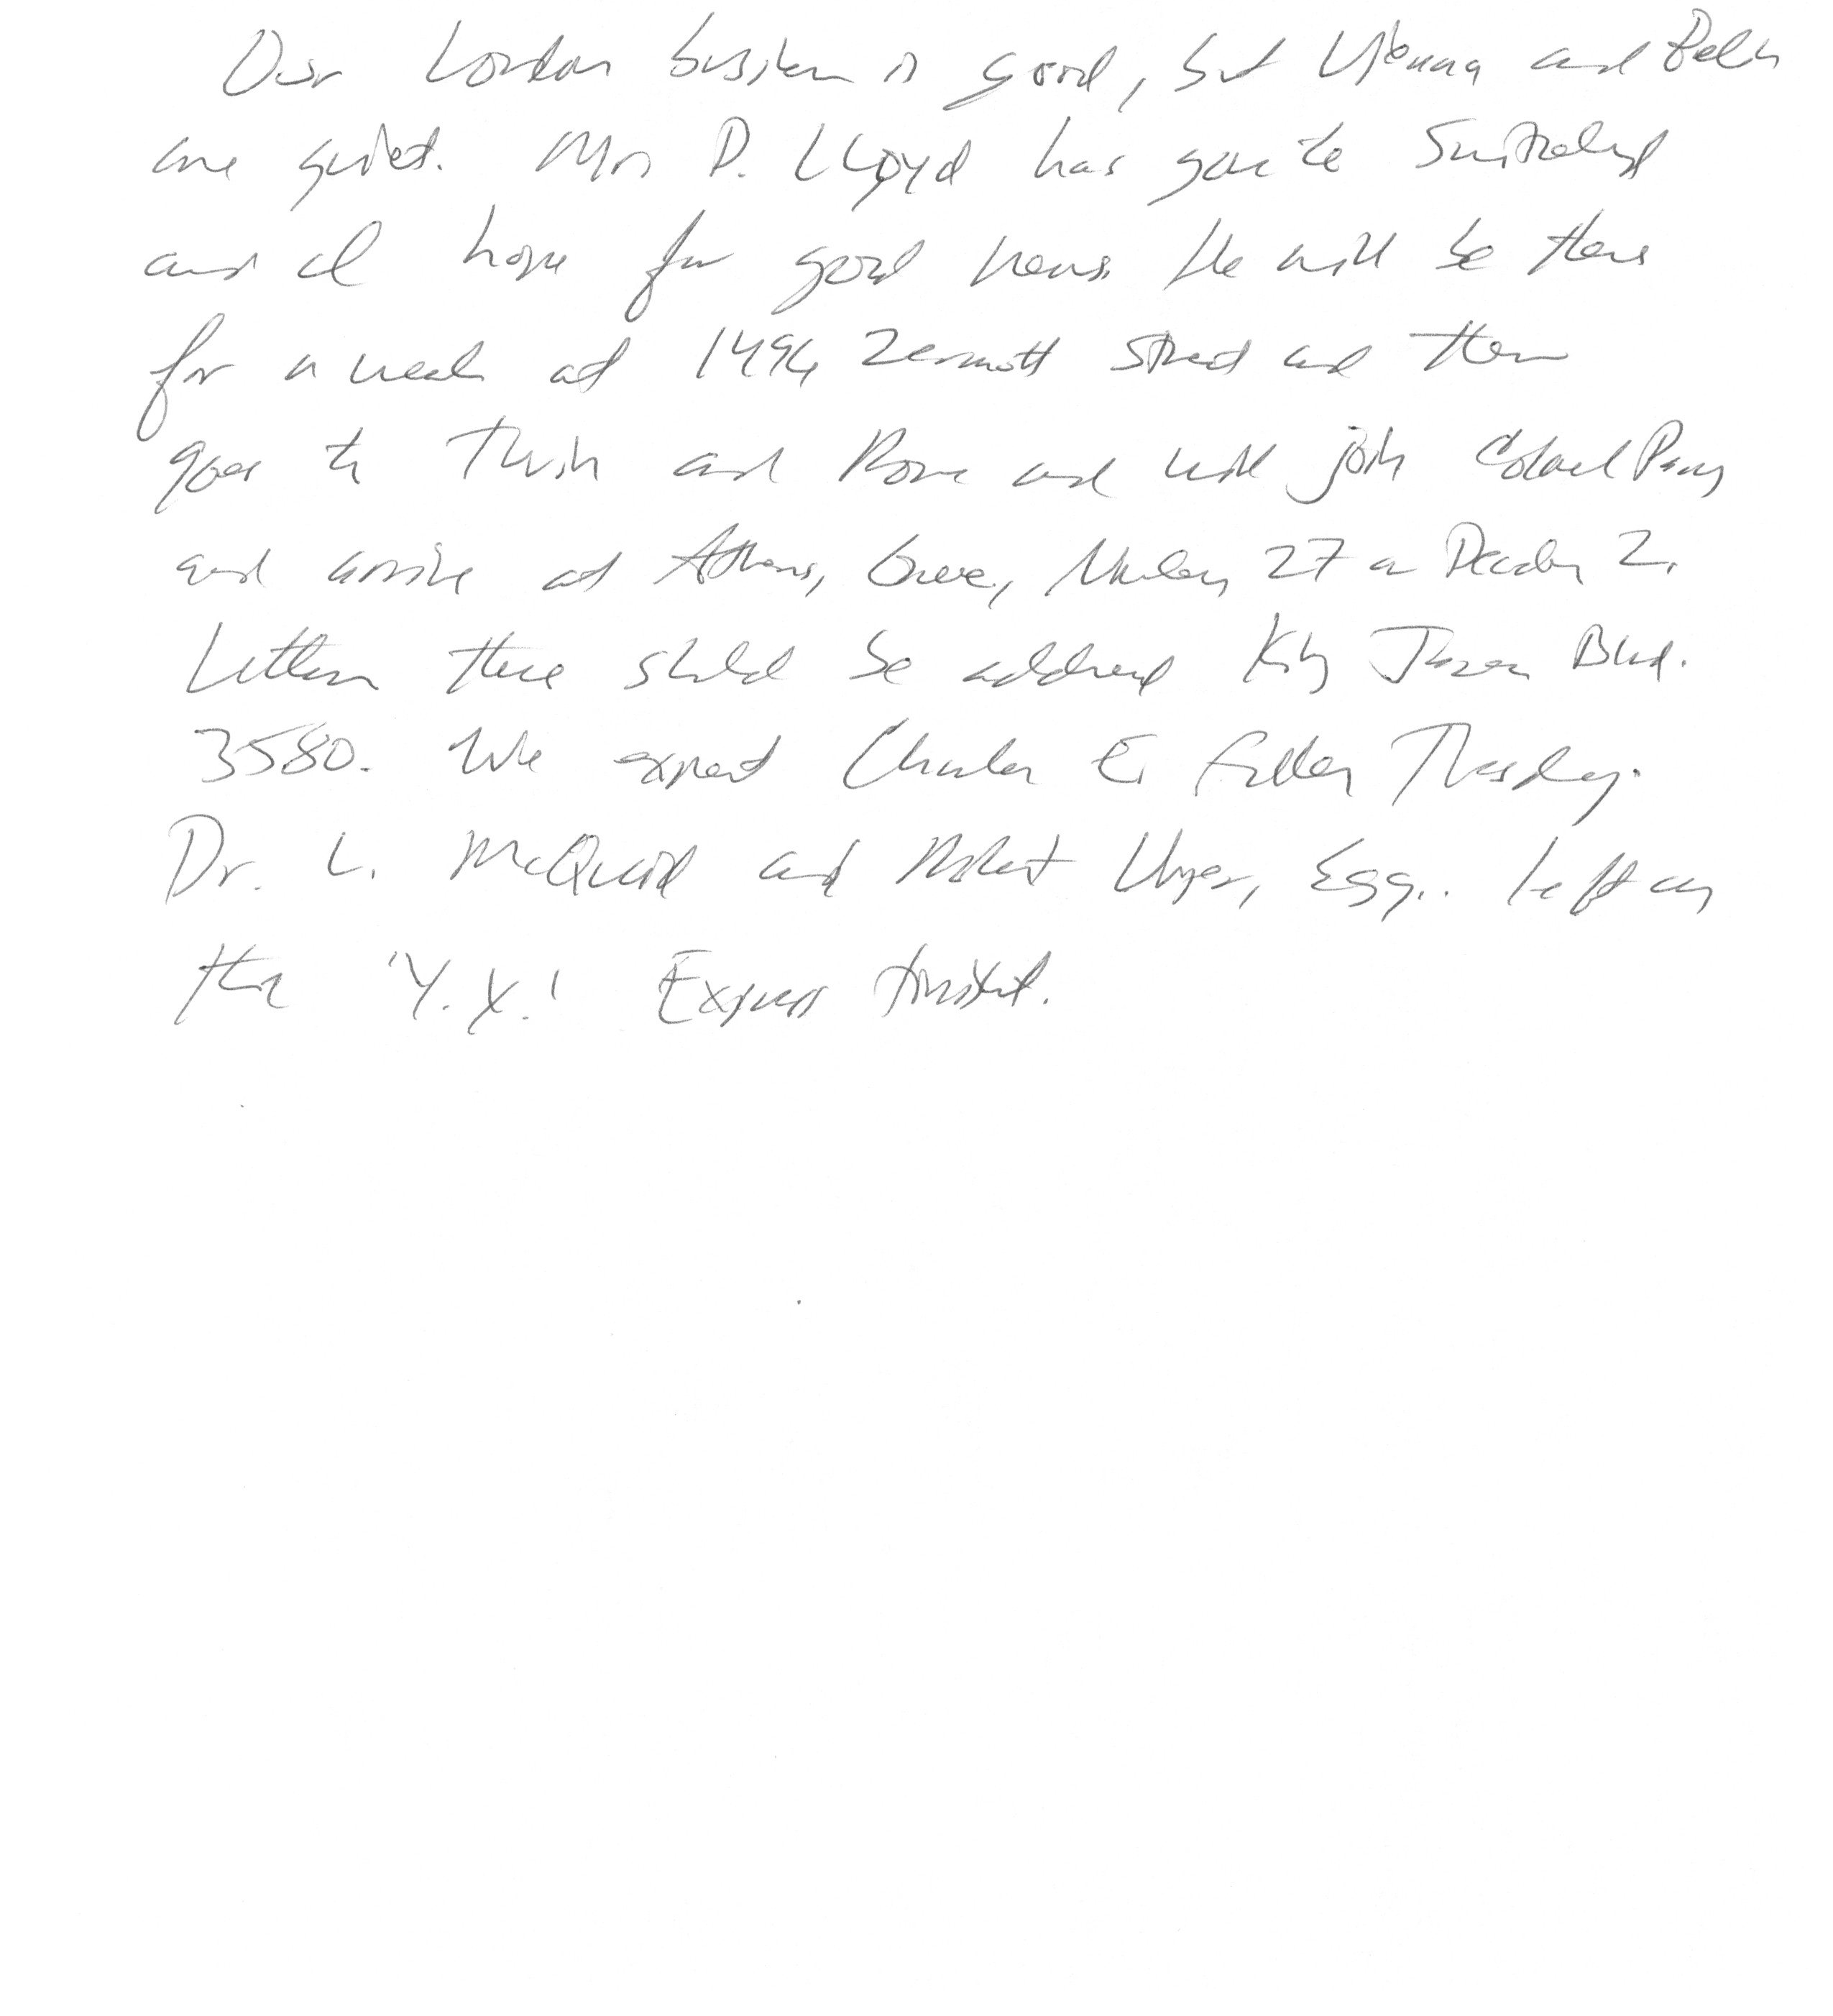 Our London business is good, but Vienna and Berlin
are quiet. Mr. D. Lloyd has gone to Switzerland
and I hope for good news. He will be there
for a week at 1496 Zermott Street and then
goes to Turin and Rome and will join Colonel Parry
and arrive at Athens, Greece, November 27 or December 2.
Letters there should be addressed King James Blvd.
3580. We expect Charles E. Fuller Tuesday.
Dr. L. McQuaid and Robert Unger, Esq., left on
the 'Y.X.' Express tonight.